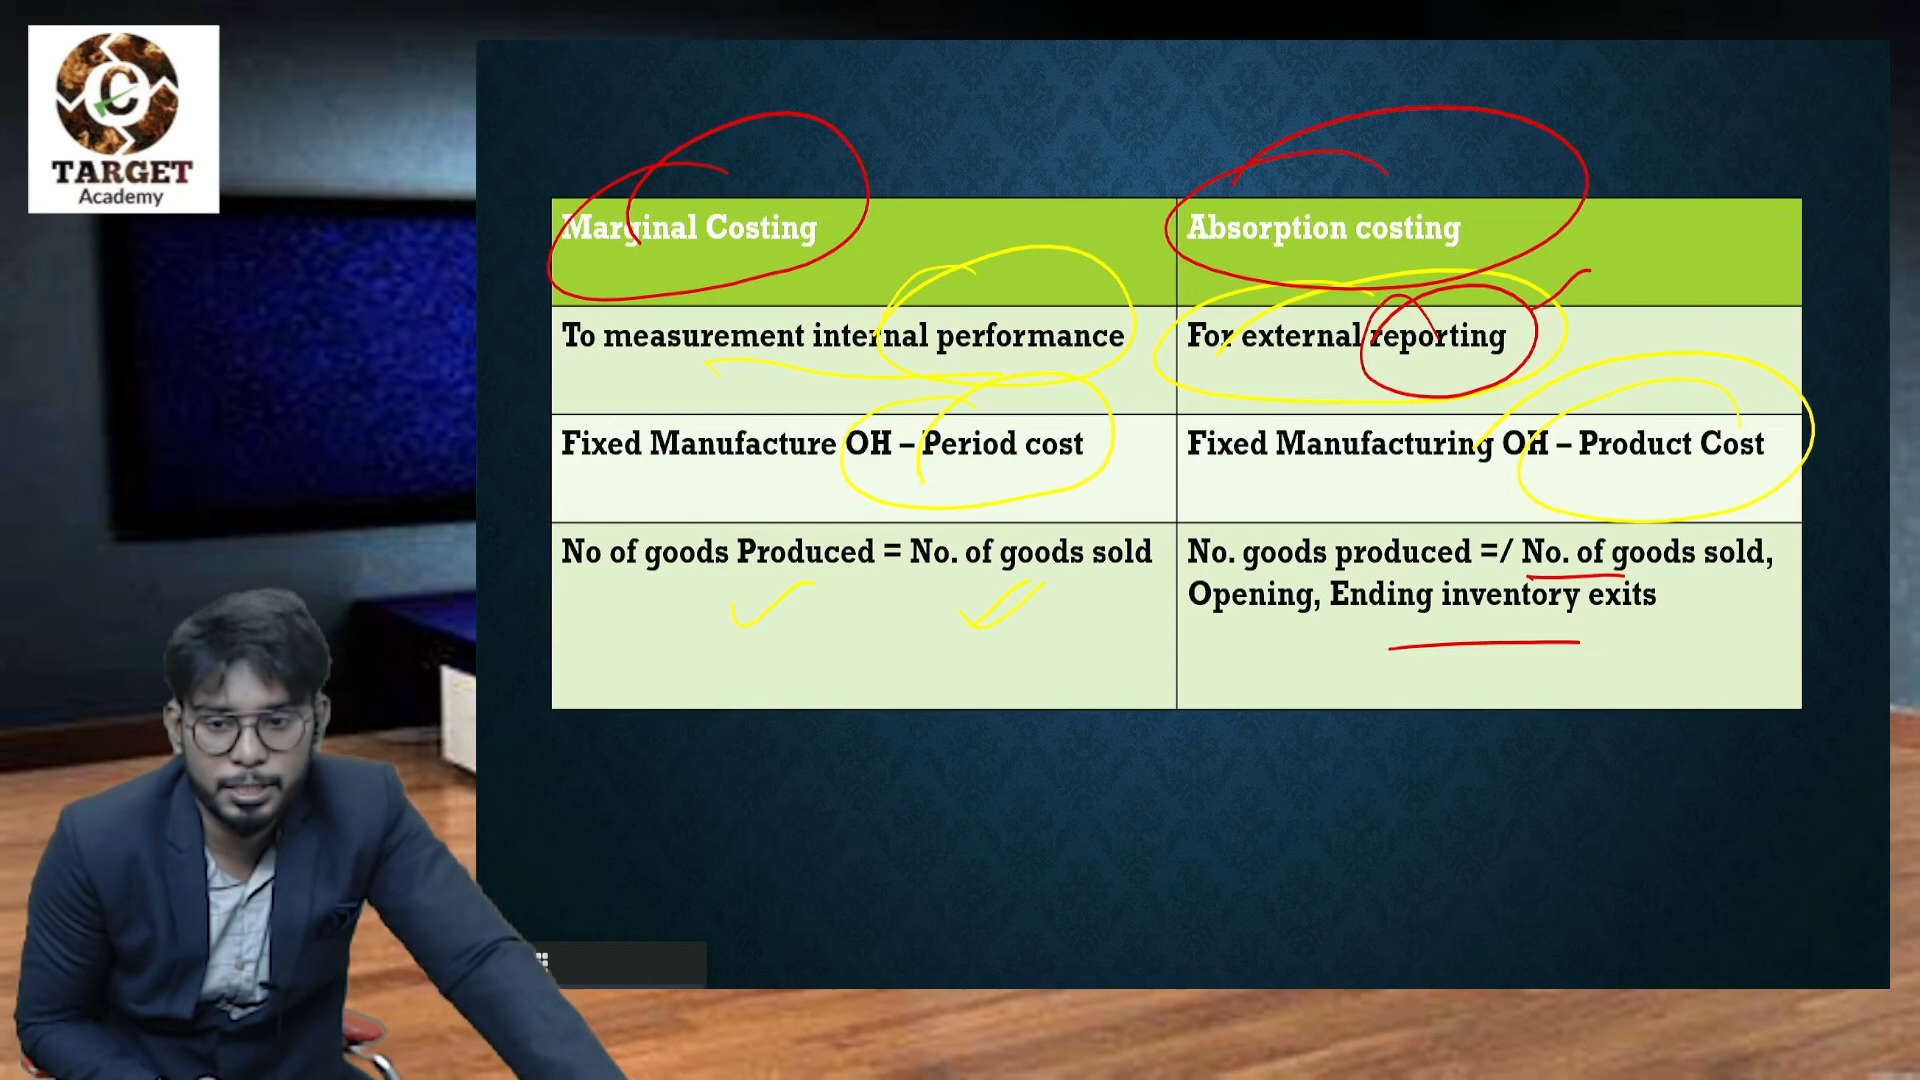 TARGET
Academy
Marginal Costing
Absorption costing
To measurement internal performance
For external reporting
Fixed Manufacture OH – Period cost
Fixed Manufacturing OH – Product Cost
No of goods Produced = No. of goods sold
No. goods produced =/ No. of goods sold,
Opening, Ending inventory exits